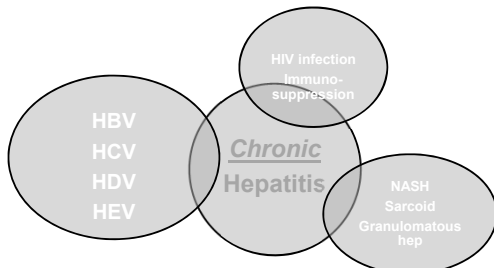 HIV infection
Immuno-
suppression
HBV
HCV
HDV
HEV
Chronic
Hepatitis
NASH
Sarcoid
Granulomatous
hep